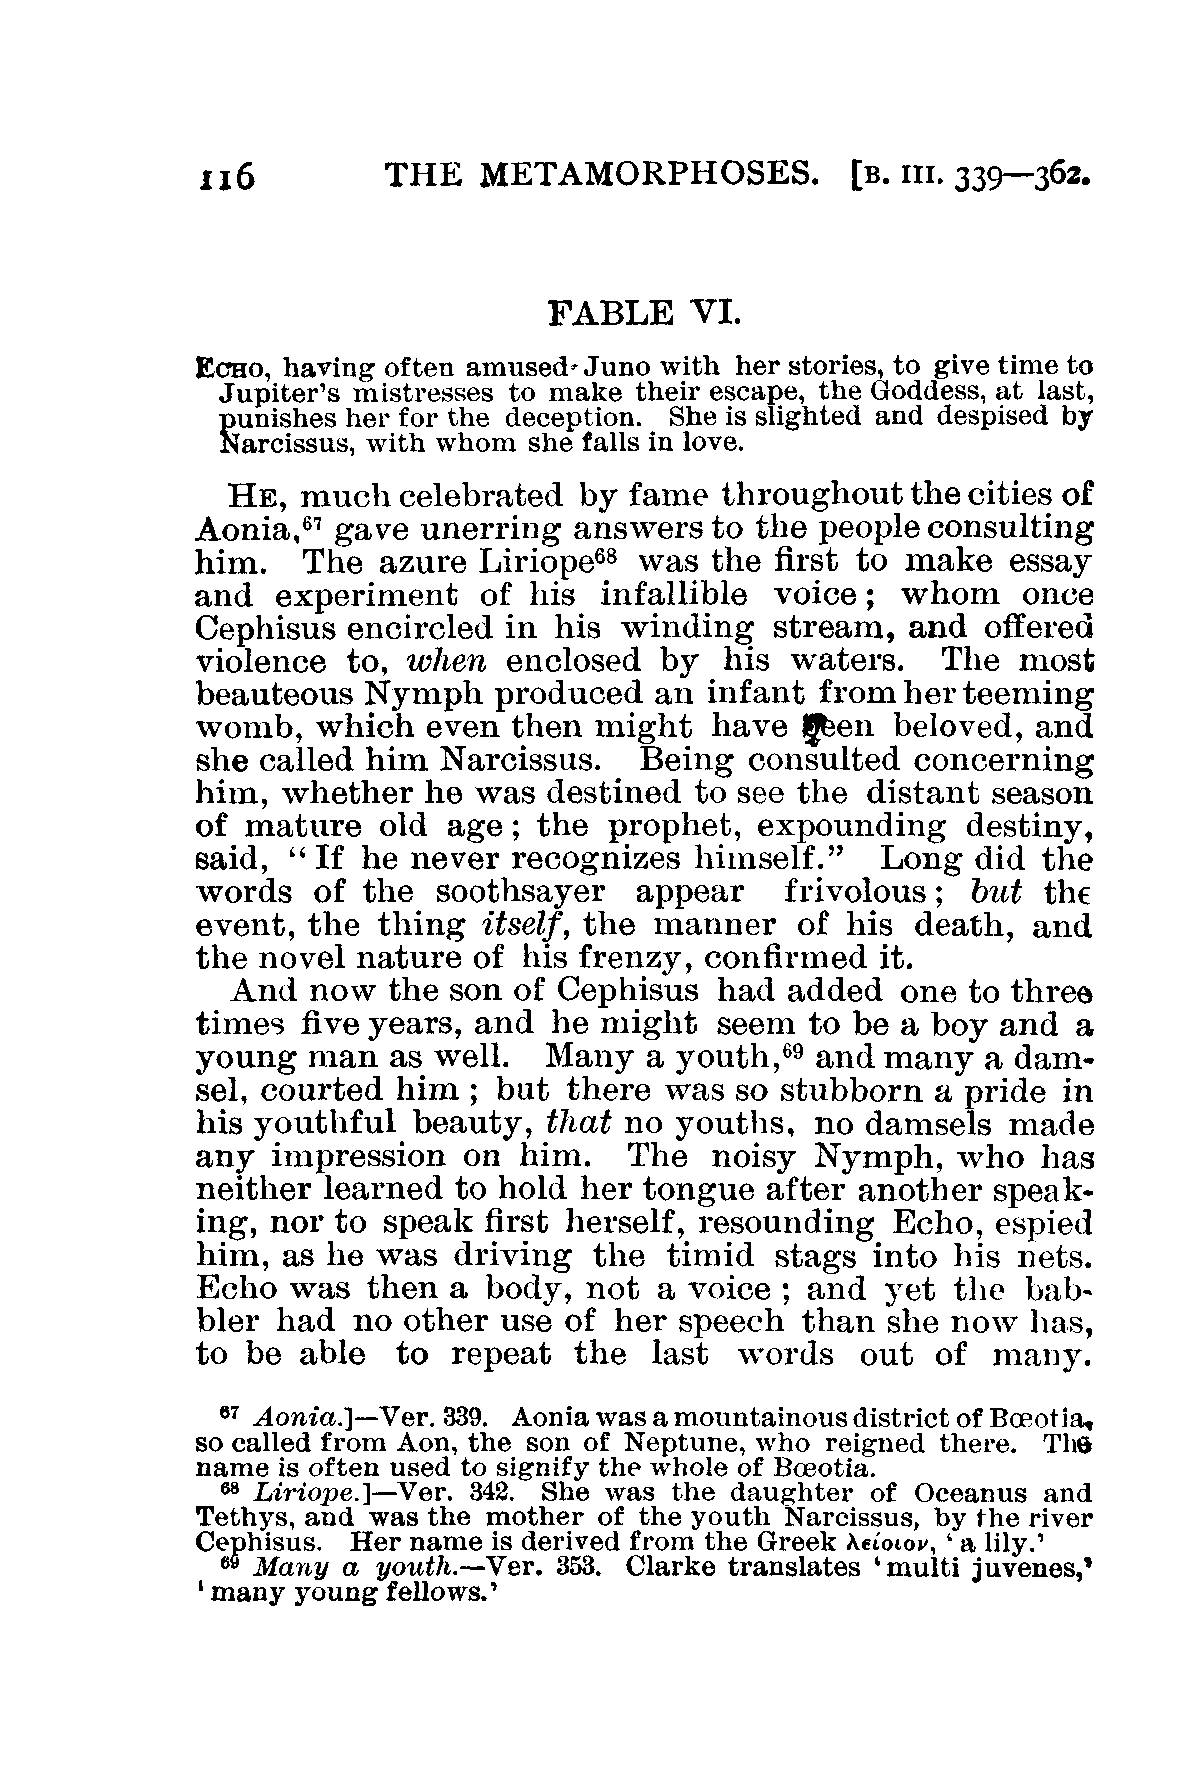 116 THE METAMORPHOSES. [B. III. 339—362.
FABLE VI.
ECHO, having often amused Juno with her stories, to give time to
Jupiter's mistresses to make their escape, the Goddess, at last,
punishes her for the deception. She is slighted and despised by
Narcissus, with whom she falls in love.
HE, much celebrated by fame throughout the cities of
Aonia,⁶⁷ gave unerring answers to the people consulting
him. The azure Liriope⁶⁸ was the first to make essay
and experiment of his infallible voice; whom once
Cephisus encircled in his winding stream, and offered
violence to, when enclosed by his waters. The most
beauteous Nymph produced an infant from her teeming
womb, which even then might have been beloved, and
she called him Narcissus. Being consulted concerning
him, whether he was destined to see the distant season
of mature old age; the prophet, expounding destiny,
said, "If he never recognizes himself." Long did the
words of the soothsayer appear frivolous; but the
event, the thing itself, the manner of his death, and
the novel nature of his frenzy, confirmed it.
And now the son of Cephisus had added one to three
times five years, and he might seem to be a boy and a
young man as well. Many a youth,⁶⁹ and many a dam-
sel, courted him; but there was so stubborn a pride in
his youthful beauty, that no youths, no damsels made
any impression on him. The noisy Nymph, who has
neither learned to hold her tongue after another speak-
ing, nor to speak first herself, resounding Echo, espied
him, as he was driving the timid stags into his nets.
Echo was then a body, not a voice; and yet the bab-
bler had no other use of her speech than she now has,
to be able to repeat the last words out of many.
⁶⁷ Aonia.]—Ver. 339. Aonia was a mountainous district of Bœotia,
so called from Aon, the son of Neptune, who reigned there. The
name is often used to signify the whole of Bœotia.
⁶⁸ Liriope.]—Ver. 342. She was the daughter of Oceanus and
Tethys, and was the mother of the youth Narcissus, by the river
Cephisus. Her name is derived from the Greek λείοιον, 'a lily.'
⁶⁹ Many a youth.—Ver. 353. Clarke translates 'multi juvenes,'
'many young fellows.'